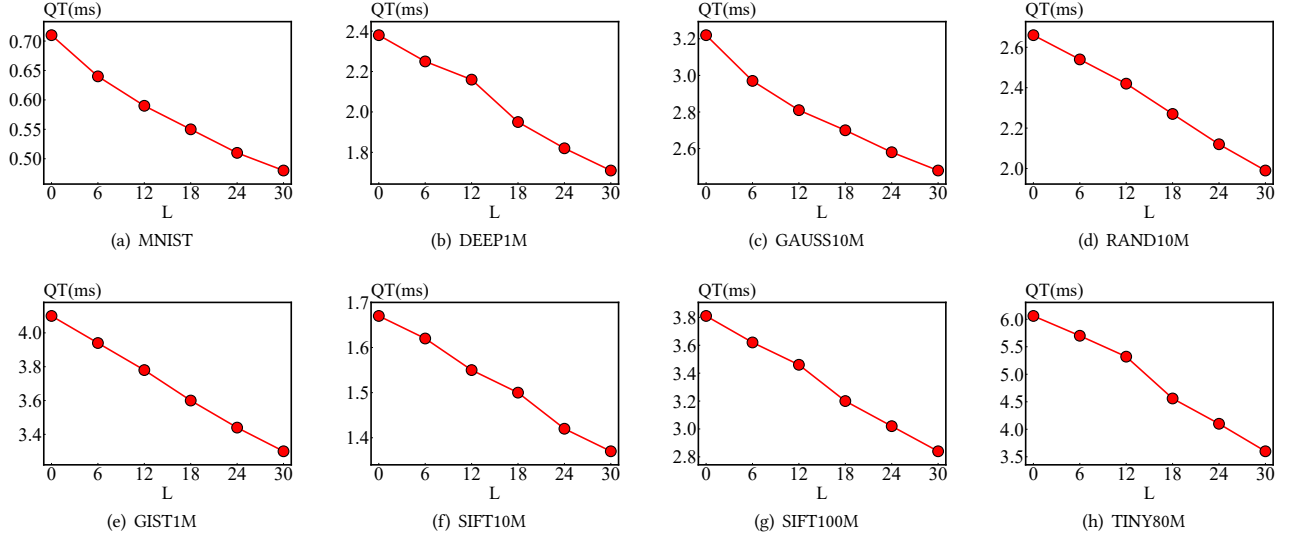 QT(ms)
0.70
0.65
0.60
0.55
0.50
0 6 12 18 24 30
L
(a) MNIST
QT(ms)
2.4
2.2
2.0
1.8
0 6 12 18 24 30
L
(b) DEEP1M
QT(ms)
3.2
3.0
2.8
2.6
0 6 12 18 24 30
L
(c) GAUSS10M
QT(ms)
2.6
2.4
2.2
2.0
0 6 12 18 24 30
L
(d) RAND10M
QT(ms)
4.0
3.8
3.6
3.4
0 6 12 18 24 30
L
(e) GIST1M
QT(ms)
1.7
1.6
1.5
1.4
0 6 12 18 24 30
L
(f) SIFT10M
QT(ms)
3.8
3.6
3.4
3.2
3.0
2.8
0 6 12 18 24 30
L
(g) SIFT100M
QT(ms)
6.0
5.5
5.0
4.5
4.0
3.5
0 6 12 18 24 30
L
(h) TINY80M